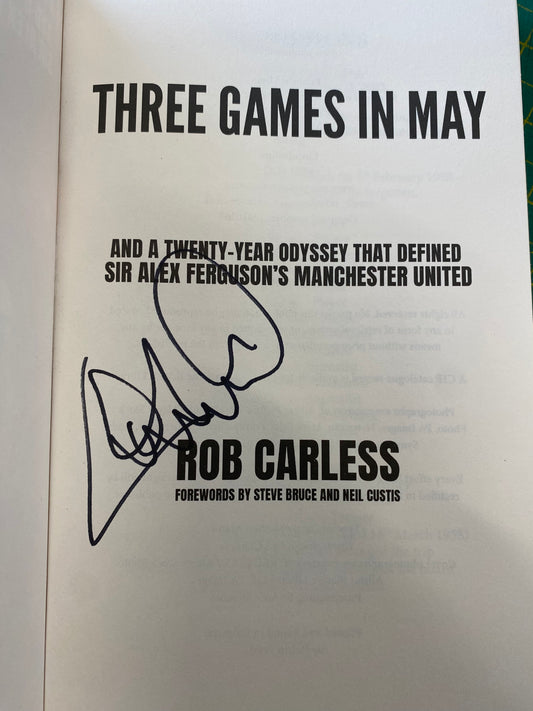 THREE GAMES IN MAY
AND A TWENTY-YEAR ODYSSEY THAT DEFINED
SIR ALEX FERGUSON'S MANCHESTER UNITED
ROB CARLESS
FOREWORDS BY STEVE BRUCE AND NEIL CUSTIS